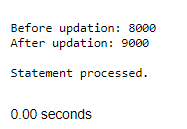 Before updation: 8000
After updation: 9000
Statement processed.
0.00 seconds